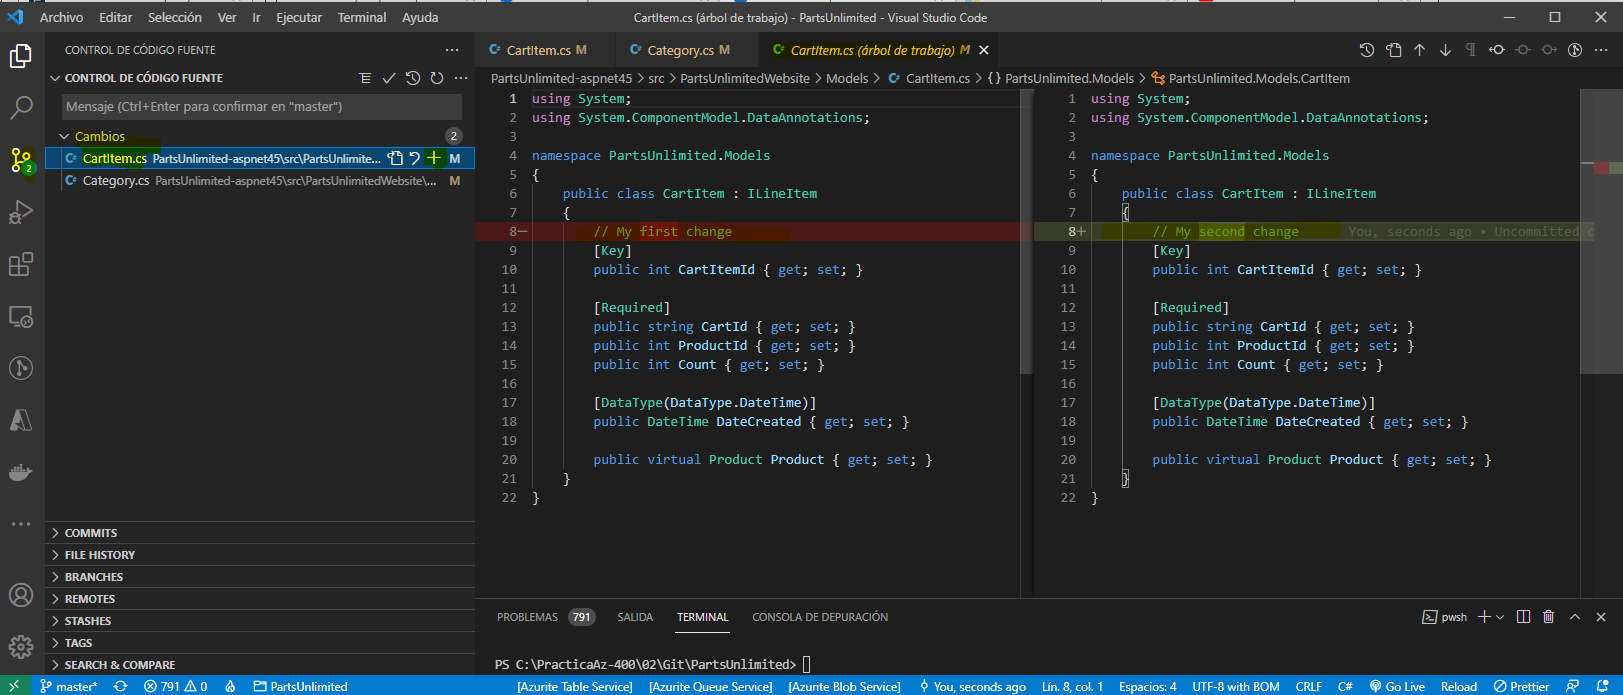 Archivo Editar Selección Ver Ir Ejecutar Terminal Ayuda
CartItem.cs (árbol de trabajo) - PartsUnlimited - Visual Studio Code
CONTROL DE CÓDIGO FUENTE
CONTROL DE CÓDIGO FUENTE
Mensaje (Ctrl+Enter para confirmar en "master")
Cambios 2
CartItem.cs PartsUnlimited-aspnet45\src\PartsUnlimite... M
Category.cs PartsUnlimited-aspnet45\src\PartsUnlimitedWebsite\... M
2
COMMITS
FILE HISTORY
BRANCHES
REMOTES
STASHES
TAGS
SEARCH & COMPARE
C# CartItem.cs M
C# Category.cs M
C# CartItem.cs (árbol de trabajo) M
PartsUnlimited-aspnet45 > src > PartsUnlimitedWebsite > Models > C# CartItem.cs > {} PartsUnlimited.Models > PartsUnlimited.Models.CartItem
1 using System;
2 using System.ComponentModel.DataAnnotations;
3
4 namespace PartsUnlimited.Models
5 {
6 public class CartItem : ILineItem
7 {
8− // My first change
9 [Key]
10 public int CartItemId { get; set; }
11
12 [Required]
13 public string CartId { get; set; }
14 public int ProductId { get; set; }
15 public int Count { get; set; }
16
17 [DataType(DataType.DateTime)]
18 public DateTime DateCreated { get; set; }
19
20 public virtual Product Product { get; set; }
21 }
22 }
1 using System;
2 using System.ComponentModel.DataAnnotations;
3
4 namespace PartsUnlimited.Models
5 {
6 public class CartItem : ILineItem
7 {
8+ // My second change You, seconds ago • Uncommitted c
9 [Key]
10 public int CartItemId { get; set; }
11
12 [Required]
13 public string CartId { get; set; }
14 public int ProductId { get; set; }
15 public int Count { get; set; }
16
17 [DataType(DataType.DateTime)]
18 public DateTime DateCreated { get; set; }
19
20 public virtual Product Product { get; set; }
21 }
22 }
PROBLEMAS 791 SALIDA TERMINAL CONSOLA DE DEPURACIÓN
pwsh
PS C:\PracticaAz-400\02\Git\PartsUnlimited>
master* 791 0 PartsUnlimited [Azurite Table Service] [Azurite Queue Service] [Azurite Blob Service] You, seconds ago Lín. 8, col. 1 Espacios: 4 UTF-8 with BOM CRLF C# Go Live Reload Prettier